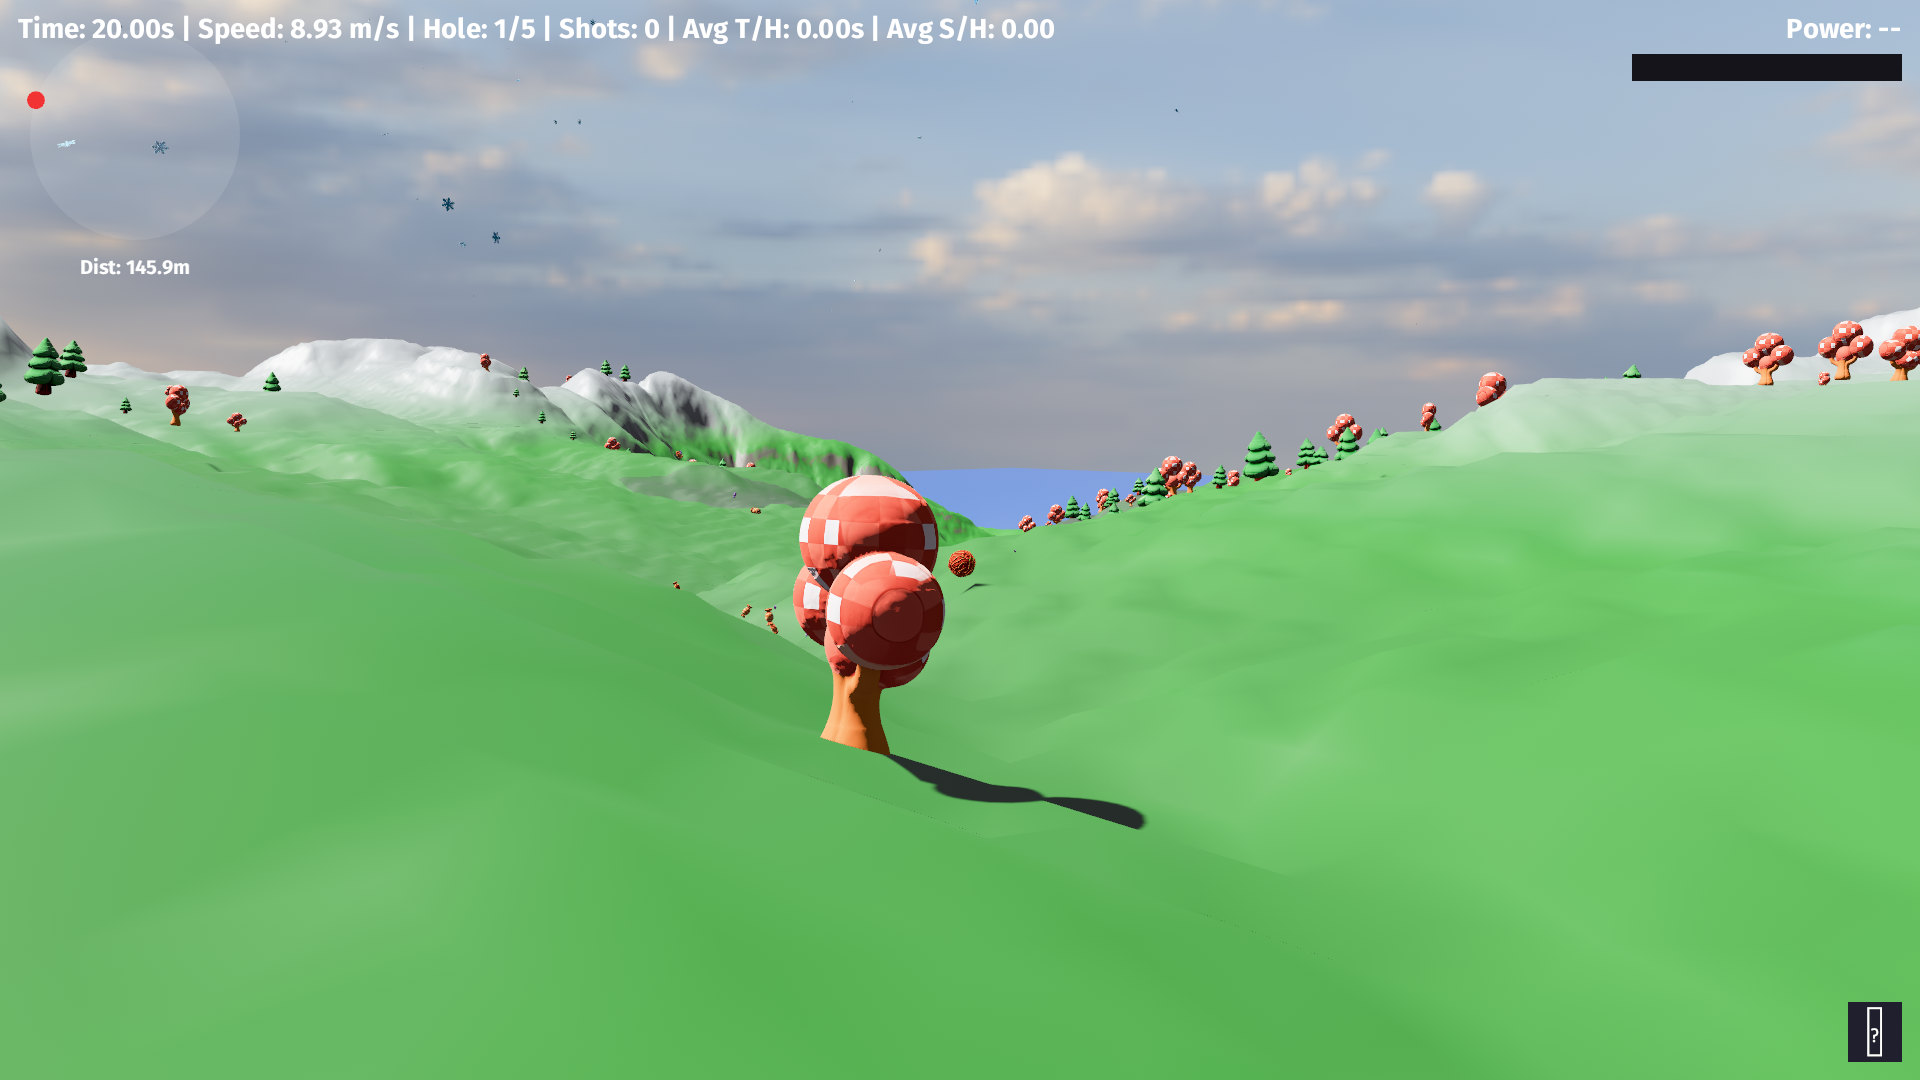 Time: 20.00s | Speed: 8.93 m/s | Hole: 1/5 | Shots: 0 | Avg T/H: 0.00s | Avg S/H: 0.00
Power: --
Dist: 145.9m
?